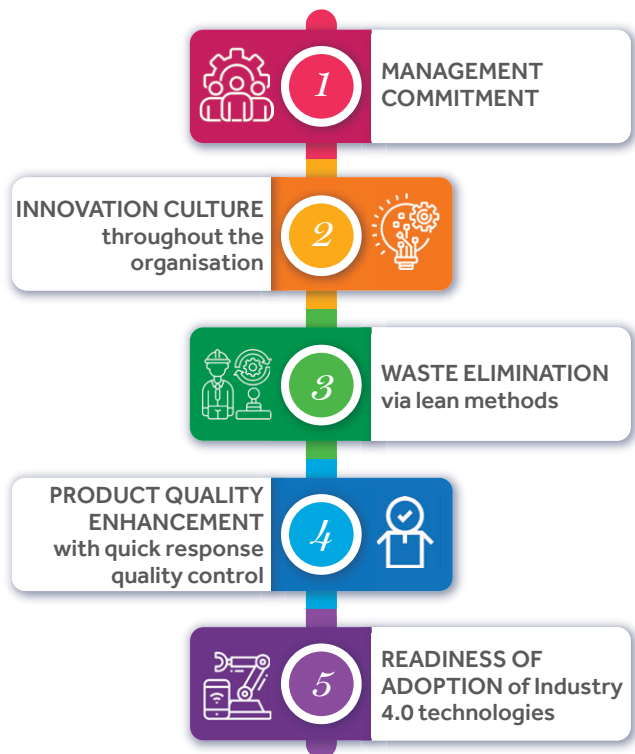 1
MANAGEMENT
COMMITMENT
INNOVATION CULTURE
throughout the
organisation
2
3
WASTE ELIMINATION
via lean methods
PRODUCT QUALITY
ENHANCEMENT
with quick response
quality control
4
5
READINESS OF
ADOPTION of Industry
4.0 technologies